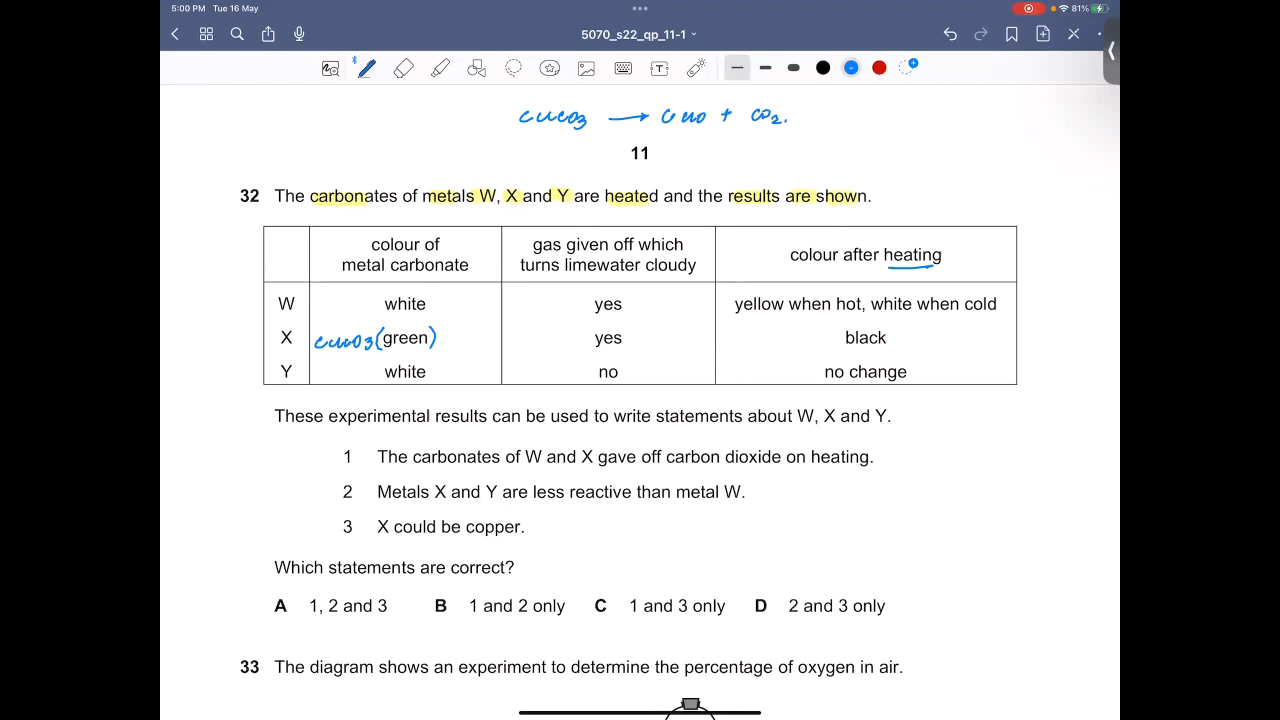 5:00 PM Tue 16 May
81%
5070_s22_qp_11-1
T
CuCO3 → CuO + CO2.
11
32 The carbonates of metals W, X and Y are heated and the results are shown.
colour of metal carbonate
gas given off which turns limewater cloudy
colour after heating
W white yes yellow when hot, white when cold
X CuCO3 (green) yes black
Y white no no change
These experimental results can be used to write statements about W, X and Y.
1 The carbonates of W and X gave off carbon dioxide on heating.
2 Metals X and Y are less reactive than metal W.
3 X could be copper.
Which statements are correct?
A 1, 2 and 3 B 1 and 2 only C 1 and 3 only D 2 and 3 only
33 The diagram shows an experiment to determine the percentage of oxygen in air.